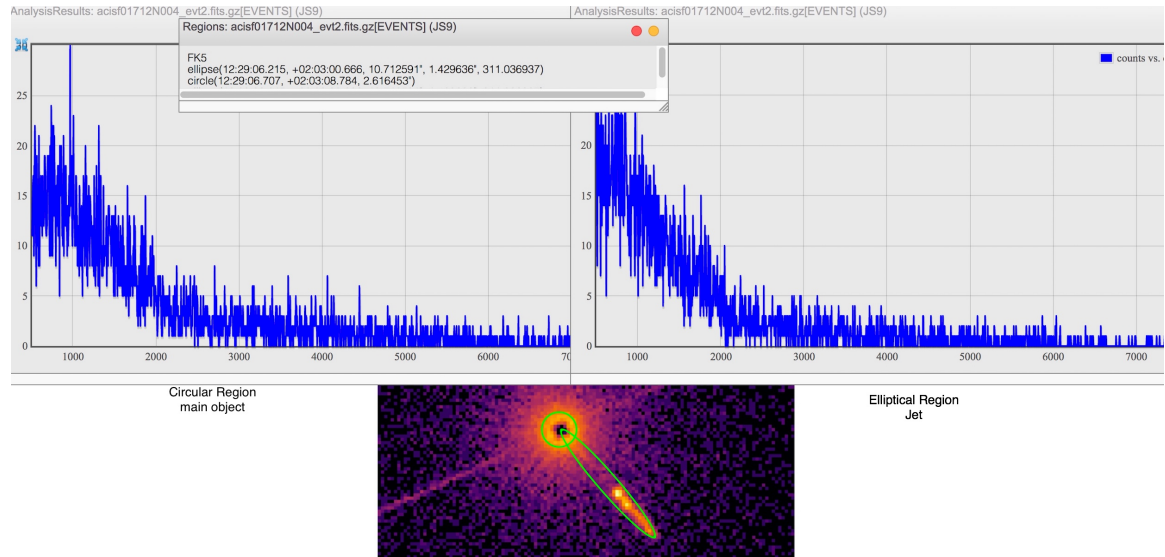 AnalysisResults: acisf01712N004_evt2.fits.gz[EVENTS] (JS9)
AnalysisResults: acisf01712N004_evt2.fits.gz[EVENTS] (JS9)
Regions: acisf01712N004_evt2.fits.gz[EVENTS] (JS9)
FK5
ellipse(12:29:06.215, +02:03:00.666, 10.712591", 1.429636", 311.036937)
circle(12:29:06.707, +02:03:08.784, 2.616453")
counts vs.
30
25
20
15
10
5
0
1000 2000 3000 4000 5000 6000 70
20
15
10
5
0
1000 2000 3000 4000 5000 6000 7000
Circular Region
main object
Elliptical Region
Jet